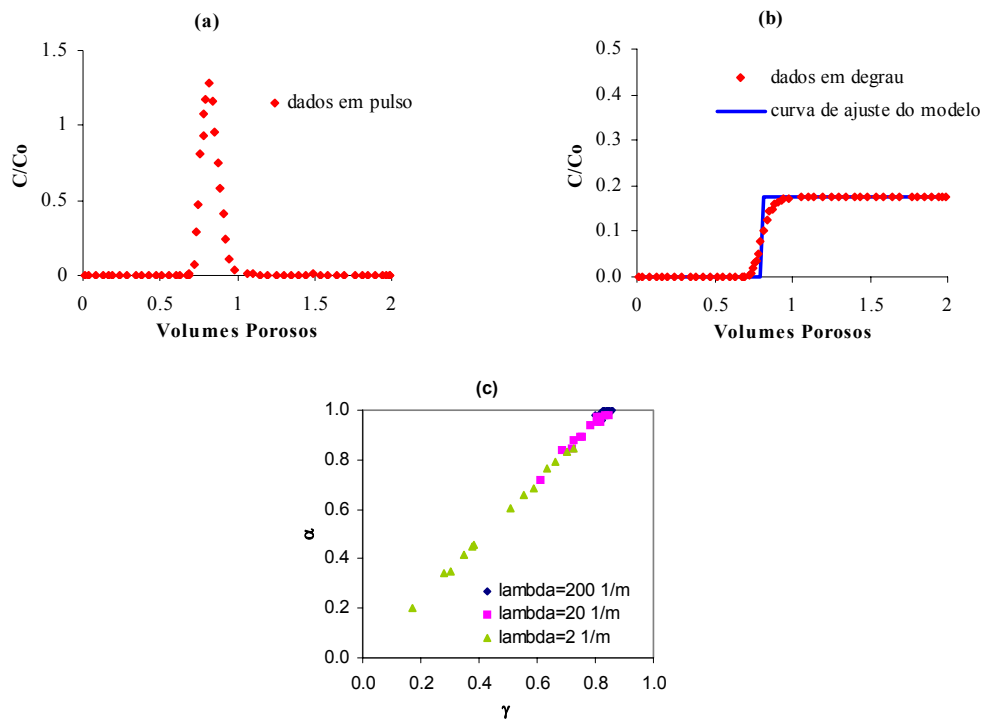 (a)
1.5
1
0.5
0
C/Co
0 0.5 1 1.5 2
Volumes Porosos
dados em pulso
(b)
0.5
0.4
0.3
0.2
0.1
0.0
C/Co
0 0.5 1 1.5 2
Volumes Porosos
dados em degrau
curva de ajuste do modelo
(c)
1.0
0.8
0.6
0.4
0.2
0.0
α
0.0 0.2 0.4 0.6 0.8 1.0
γ
lambda=200 1/m
lambda=20 1/m
lambda=2 1/m